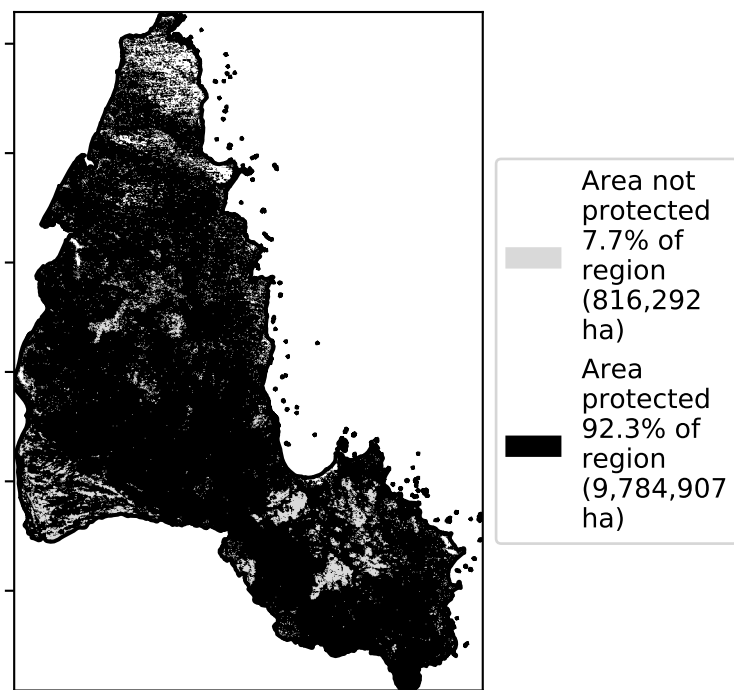 Area not
protected
7.7% of
region
(816,292
ha)
Area
protected
92.3% of
region
(9,784,907
ha)